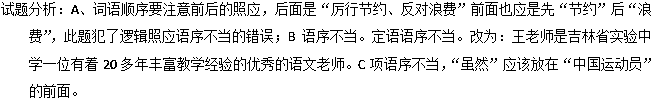 试题分析：A、词语顺序要注意前后的照应，后面是“厉行节约、反对浪费”前面也应是先“节约”后“浪
费”，此题犯了逻辑照应语序不当的错误；B 语序不当。定语语序不当。改为：王老师是吉林省实验中
学一位有着 20 多年丰富教学经验的优秀的语文老师。C 项语序不当，“虽然”应该放在“中国运动员”
的前面。